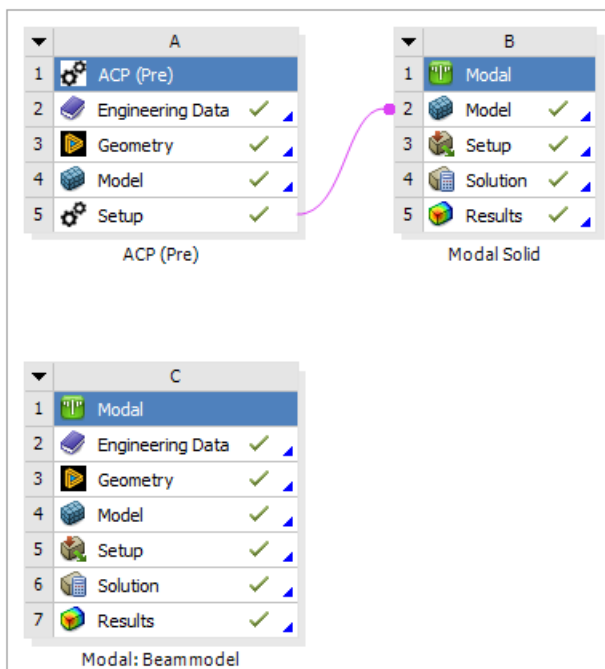 A
1 ACP (Pre)
2 Engineering Data
3 Geometry
4 Model
5 Setup
ACP (Pre)
B
1 Modal
2 Model
3 Setup
4 Solution
5 Results
Modal Solid
C
1 Modal
2 Engineering Data
3 Geometry
4 Model
5 Setup
6 Solution
7 Results
Modal: Beammodel